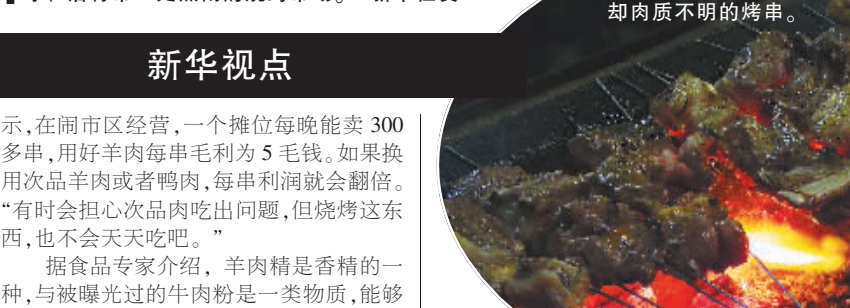 却肉质不明的烤串。
新华视点
示,在闹市区经营,一个摊位每晚能卖 300
多串,用好羊肉每串毛利为 5 毛钱。如果换
用次品羊肉或者鸭肉,每串利润就会翻倍。
“有时会担心次品肉吃出问题,但烧烤这东
西,也不会天天吃吧。”
据食品专家介绍，羊肉精是香精的一
种,与被曝光过的牛肉粉是一类物质,能够